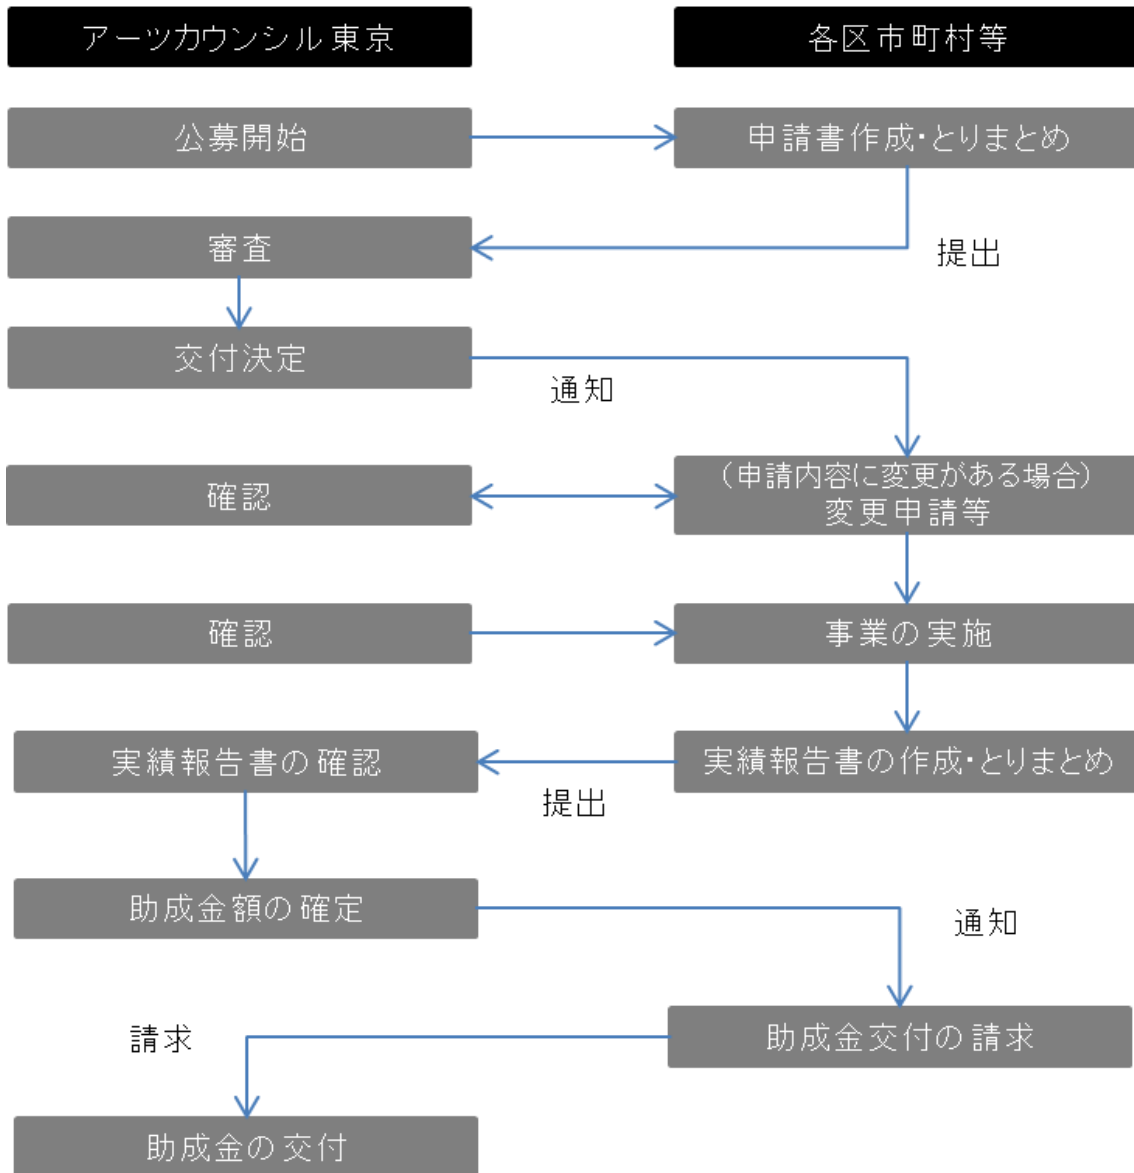 アーツカウンシル東京
各区市町村等
公募開始
申請書作成・とりまとめ
審査
提出
交付決定
通知
確認
（申請内容に変更がある場合）
変更申請等
確認
事業の実施
実績報告書の確認
実績報告書の作成・とりまとめ
提出
助成金額の確定
通知
請求
助成金交付の請求
助成金の交付